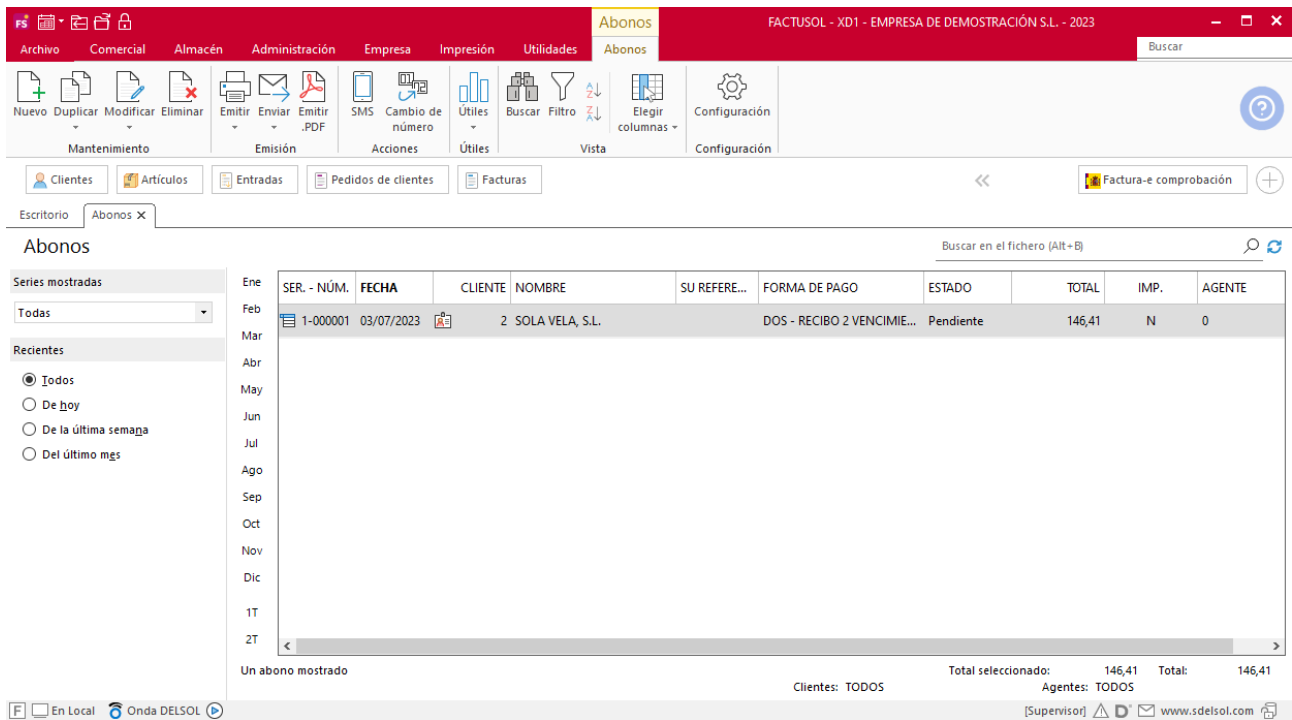 FS Abonos FACTUSOL - XD1 - EMPRESA DE DEMOSTRACIÓN S.L. - 2023
Archivo Comercial Almacén Administración Empresa Impresión Utilidades Abonos Buscar
Nuevo Duplicar Modificar Eliminar Emitir Enviar Emitir .PDF SMS Cambio de número Útiles Buscar Filtro Elegir columnas Configuración
Mantenimiento Emisión Acciones Útiles Vista Configuración
Clientes Artículos Entradas Pedidos de clientes Facturas Factura-e comprobación
Escritorio Abonos
Abonos Buscar en el fichero (Alt+B)
Series mostradas
Todas
Recientes
Todos
De hoy
De la última semana
Del último mes
Ene
Feb
Mar
Abr
May
Jun
Jul
Ago
Sep
Oct
Nov
Dic
1T
2T
SER. - NÚM. FECHA CLIENTE NOMBRE SU REFERE... FORMA DE PAGO ESTADO TOTAL IMP. AGENTE
1-000001 03/07/2023 2 SOLA VELA, S.L. DOS - RECIBO 2 VENCIMIE... Pendiente 146,41 N 0
Un abono mostrado Total seleccionado: 146,41 Total: 146,41
Clientes: TODOS Agentes: TODOS
F En Local Onda DELSOL [Supervisor] D www.sdelsol.com